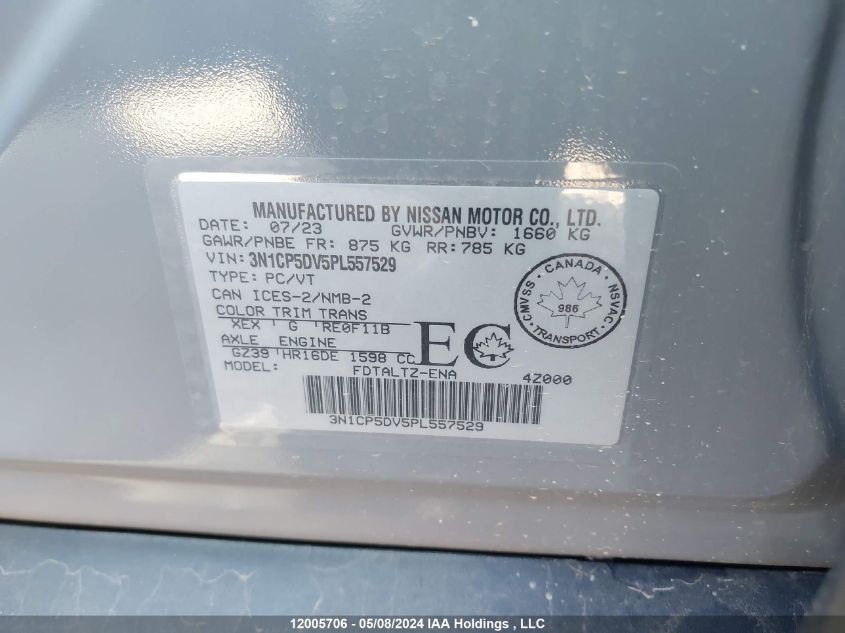 MANUFACTURED BY NISSAN MOTOR CO., LTD.
DATE: 07/23 GVWR/PNBV: 1660 KG
GAWR/PNBE FR: 875 KG RR:785 KG
VIN:3N1CP5DV5PL557529
TYPE: PC/VT
CAN ICES-2/NMB-2
COLOR TRIM TRANS
XEX G RE0F11B
AXLE ENGINE
GZ39 HR16DE 1598 CC
MODEL: FDTALTZ-ENA 4Z000
EC
CMVSS CANADA NSVAC
986
TRANSPORT
3N1CP5DV5PL557529
12005706 - 05/08/2024 IAA Holdings , LLC